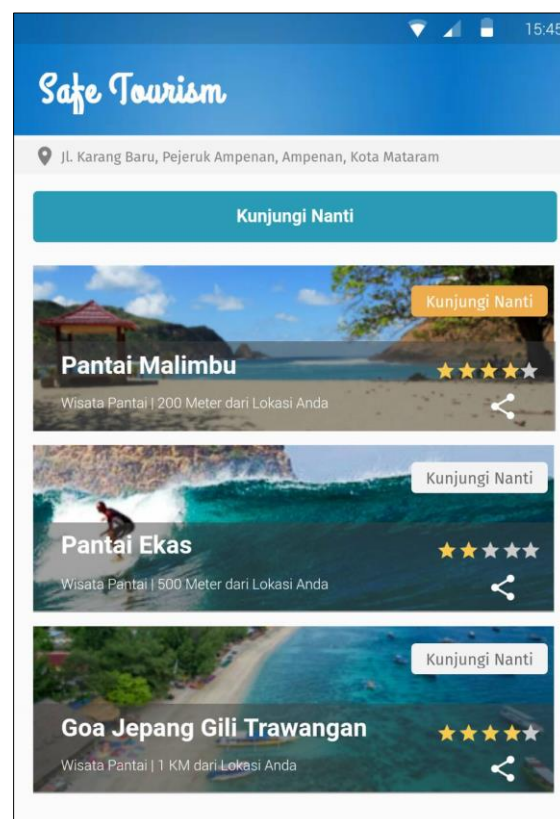 15:45
Safe Tourism
Jl. Karang Baru, Pejeruk Ampenan, Ampenan, Kota Mataram
Kunjungi Nanti
Kunjungi Nanti
Pantai Malimbu
Wisata Pantai | 200 Meter dari Lokasi Anda
Kunjungi Nanti
Pantai Ekas
Wisata Pantai | 500 Meter dari Lokasi Anda
Kunjungi Nanti
Goa Jepang Gili Trawangan
Wisata Pantai | 1 KM dari Lokasi Anda